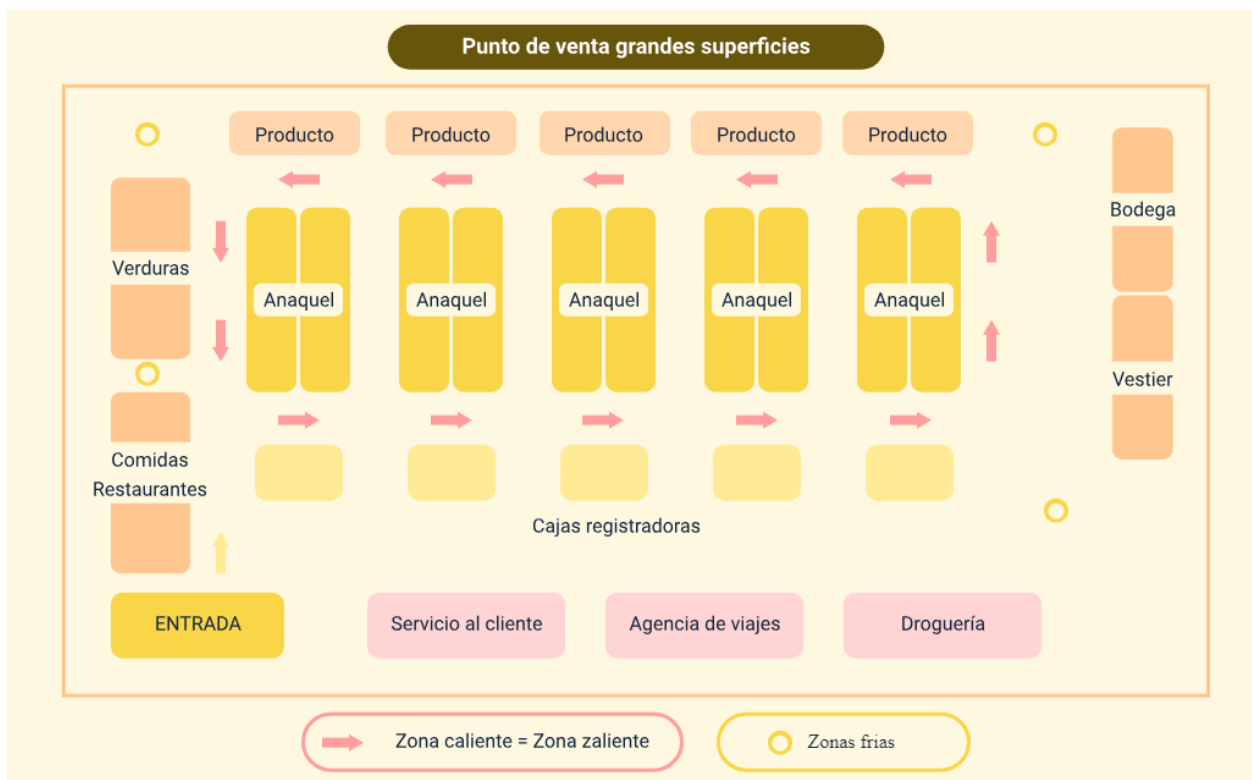 Punto de venta grandes superficies
Producto
Producto
Producto
Producto
Producto
Bodega
Verduras
Anaquel
Anaquel
Anaquel
Anaquel
Anaquel
Vestier
Comidas
Restaurantes
Cajas registradoras
ENTRADA
Servicio al cliente
Agencia de viajes
Droguería
Zona caliente = Zona zaliente
Zonas frias